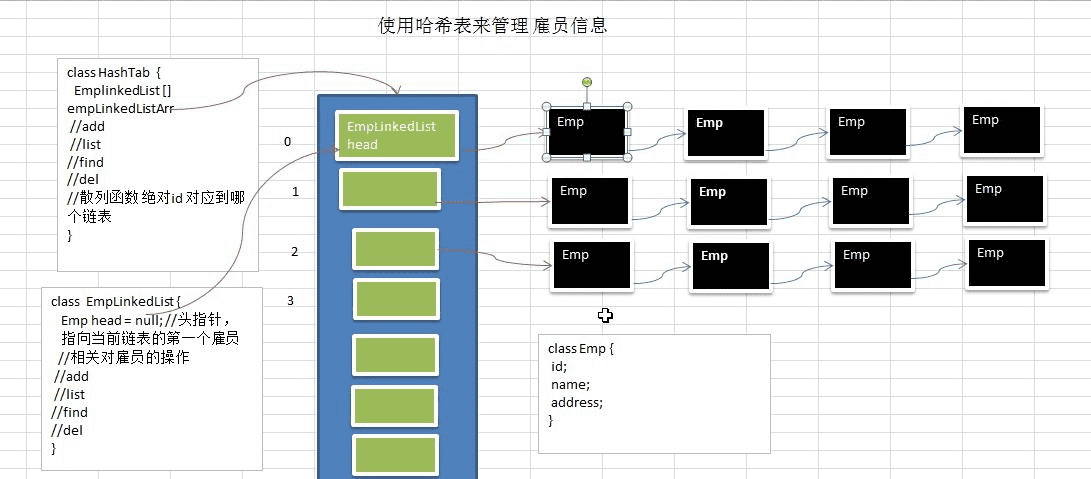 使用哈希表来管理 雇员信息
class HashTab {
EmplinkedList []
empLinkedListArr
//add
//list
//find
//del
//散列函数 绝对id 对应到哪
个链表
}
EmpLinkedList
head
0
1
2
3
Emp
Emp
Emp
Emp
Emp
Emp
Emp
Emp
Emp
Emp
Emp
Emp
class EmpLinkedList {
Emp head = null; //头指针，
指向当前链表的第一个雇员
//相关对雇员的操作
//add
//list
//find
//del
}
class Emp {
id;
name;
address;
}